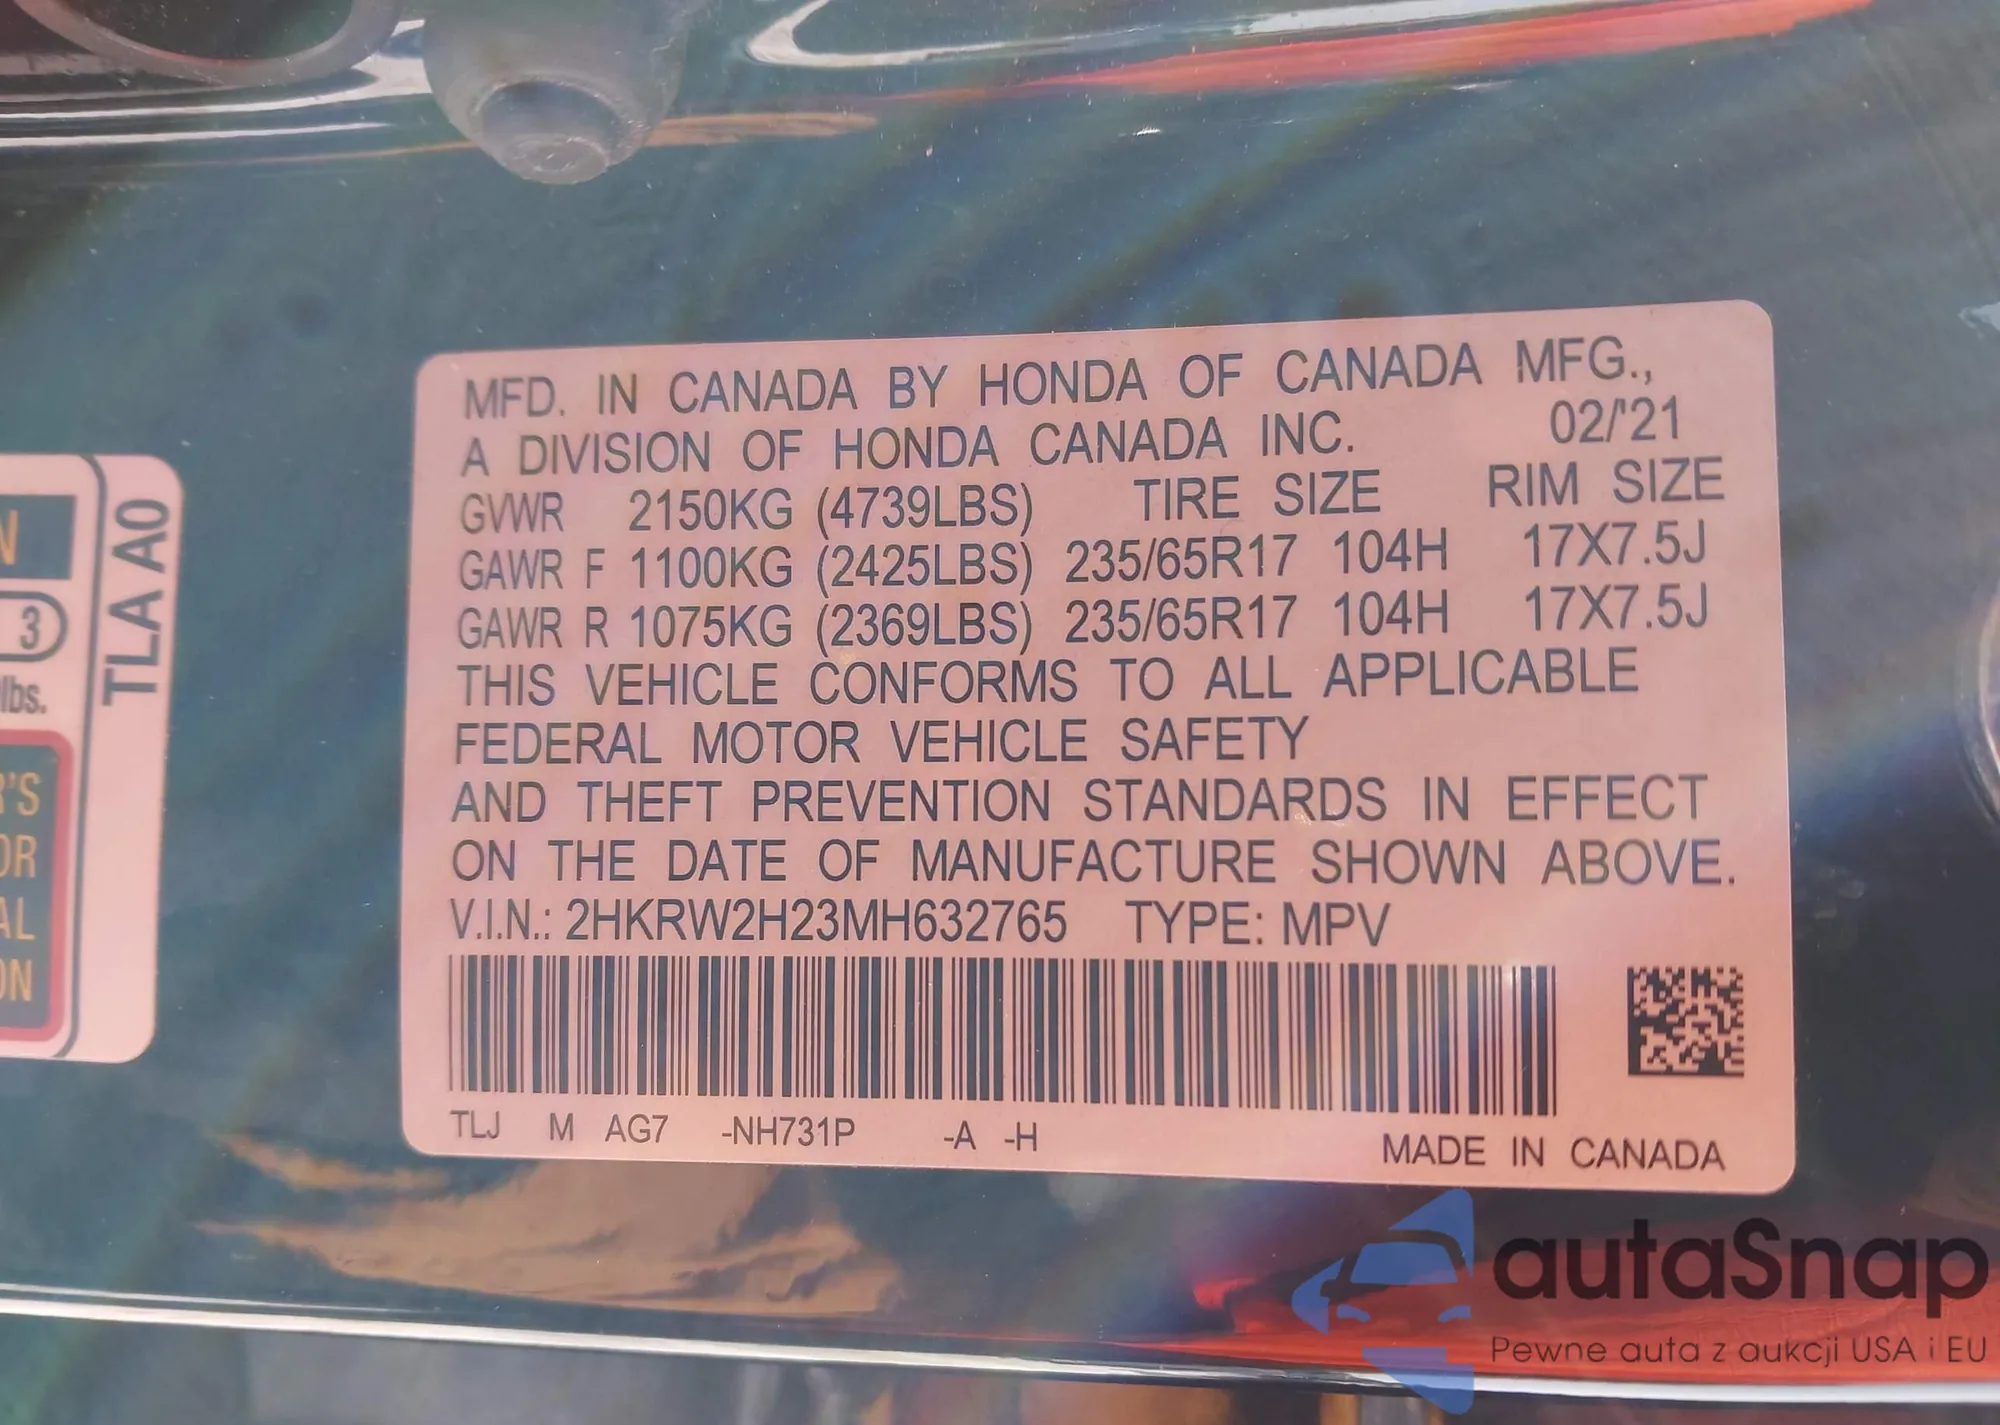 MFD. IN CANADA BY HONDA OF CANADA MFG.,
A DIVISION OF HONDA CANADA INC. 02/'21
GVWR 2150KG (4739LBS) TIRE SIZE RIM SIZE
GAWR F 1100KG (2425LBS) 235/65R17 104H 17X7.5J
GAWR R 1075KG (2369LBS) 235/65R17 104H 17X7.5J
THIS VEHICLE CONFORMS TO ALL APPLICABLE
FEDERAL MOTOR VEHICLE SAFETY
AND THEFT PREVENTION STANDARDS IN EFFECT
ON THE DATE OF MANUFACTURE SHOWN ABOVE.
V.I.N.: 2HKRW2H23MH632765 TYPE: MPV
TLJ M AG7 -NH731P -A -H
MADE IN CANADA
TLA A0
3
lbs.
autaSnap
Pewne auta z aukcji USA i EU